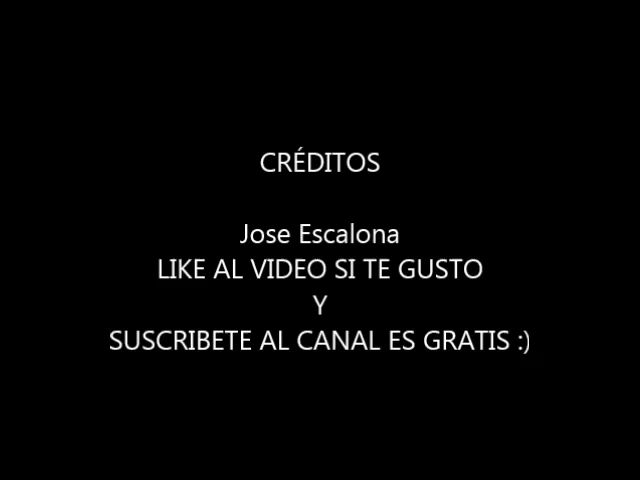 CRÉDITOS
Jose Escalona
LIKE AL VIDEO SI TE GUSTO
Y
SUSCRIBETE AL CANAL ES GRATIS :)